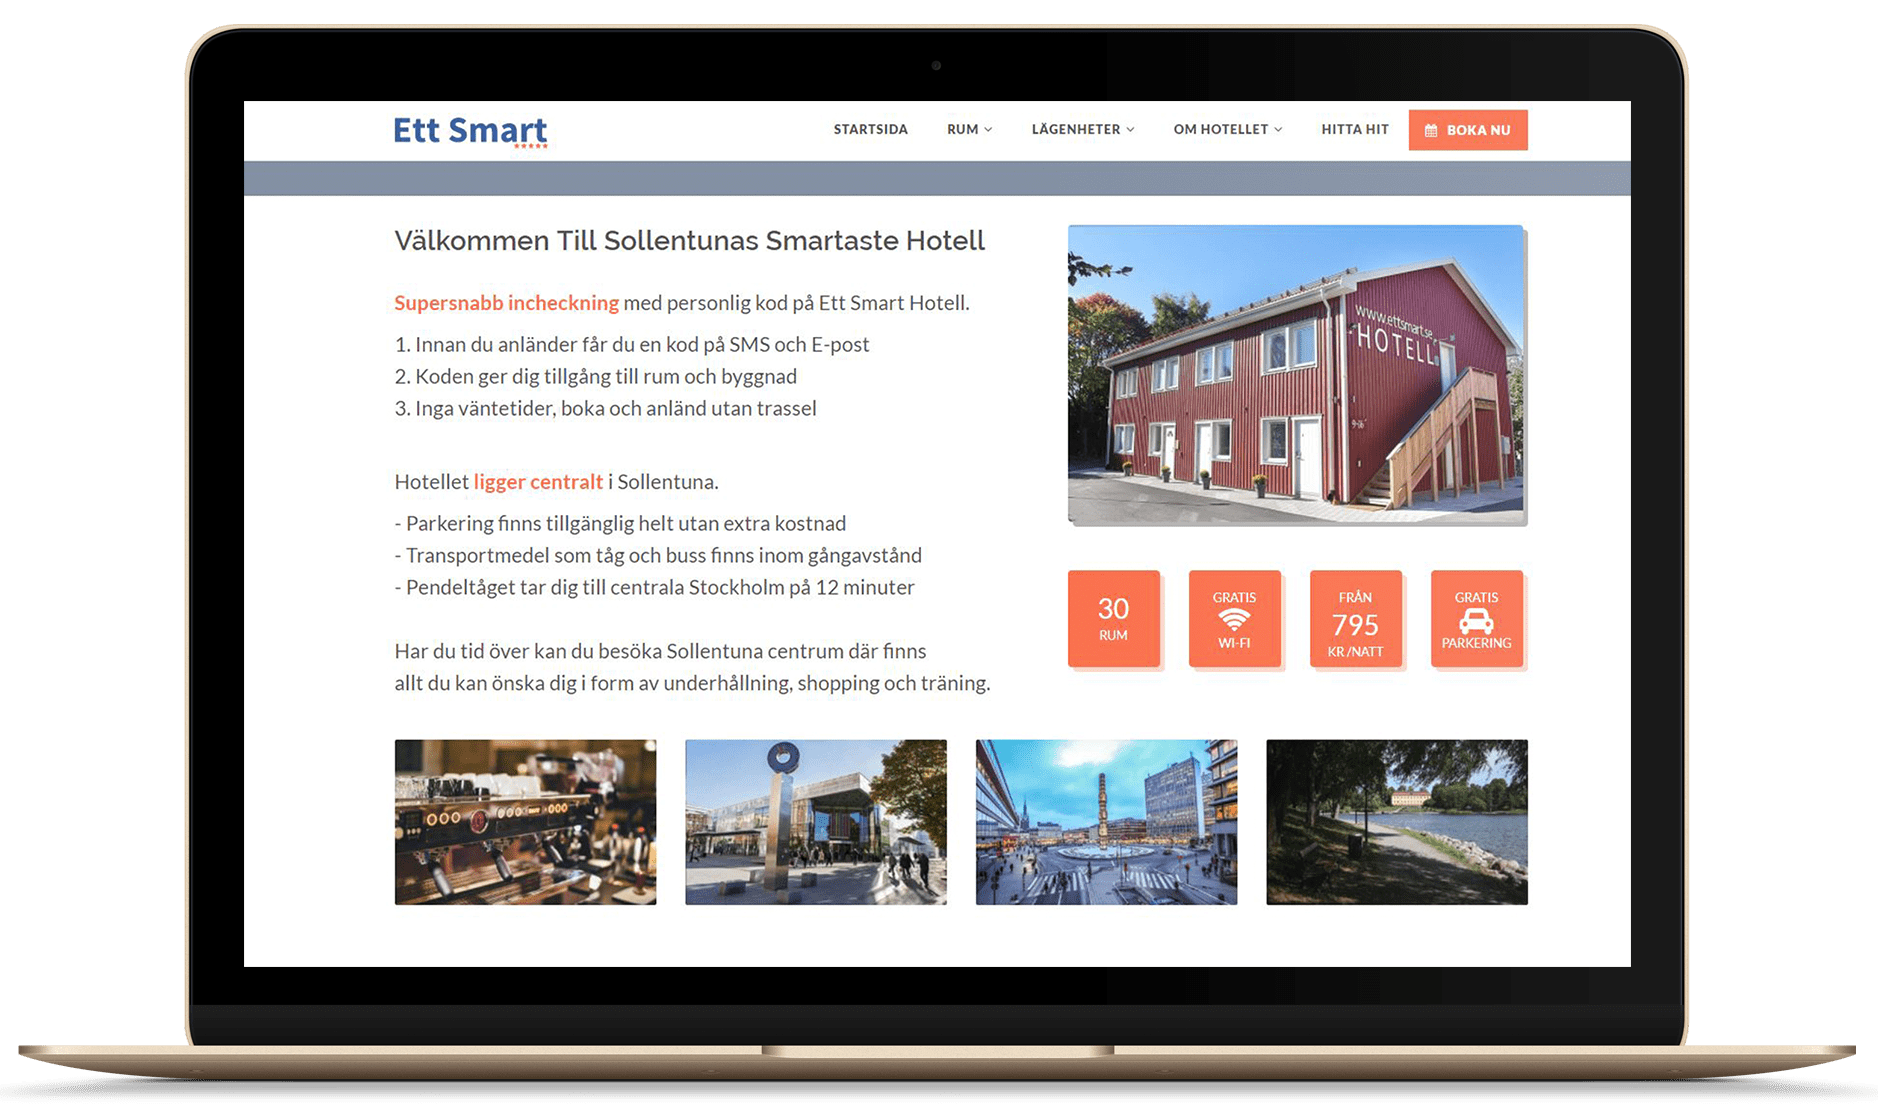 Ett Smart
STARTSIDA RUM LÄGENHETER OM HOTELLET HITTA HIT BOKA NU
Välkommen Till Sollentunas Smartaste Hotell
Supersnabb incheckning med personlig kod på Ett Smart Hotell.
1. Innan du anländer får du en kod på SMS och E-post
2. Koden ger dig tillgång till rum och byggnad
3. Inga väntetider, boka och anländ utan trassel
Hotellet ligger centralt i Sollentuna.
- Parkering finns tillgänglig helt utan extra kostnad
- Transportmedel som tåg och buss finns inom gångavstånd
- Pendeltåget tar dig till centrala Stockholm på 12 minuter
Har du tid över kan du besöka Sollentuna centrum där finns
allt du kan önska dig i form av underhållning, shopping och träning.
www.ettsmart.se
HOTELL
9-16
30
RUM
GRATIS
WI-FI
FRÅN
795
KR/NATT
GRATIS
PARKERING